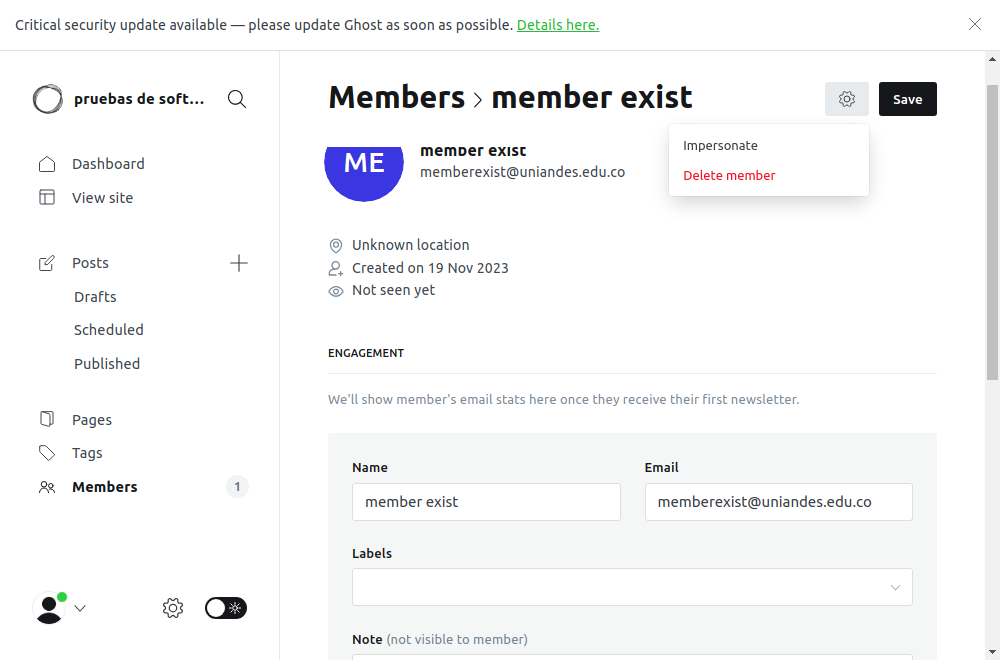 Critical security update available — please update Ghost as soon as possible. Details here.
pruebas de soft...
Dashboard
View site
Posts
Drafts
Scheduled
Published
Pages
Tags
Members
1
Members > member exist
Save
Impersonate
Delete member
ME
member exist
memberexist@uniandes.edu.co
Unknown location
Created on 19 Nov 2023
Not seen yet
ENGAGEMENT
We'll show member's email stats here once they receive their first newsletter.
Name
member exist
Email
memberexist@uniandes.edu.co
Labels
Note (not visible to member)